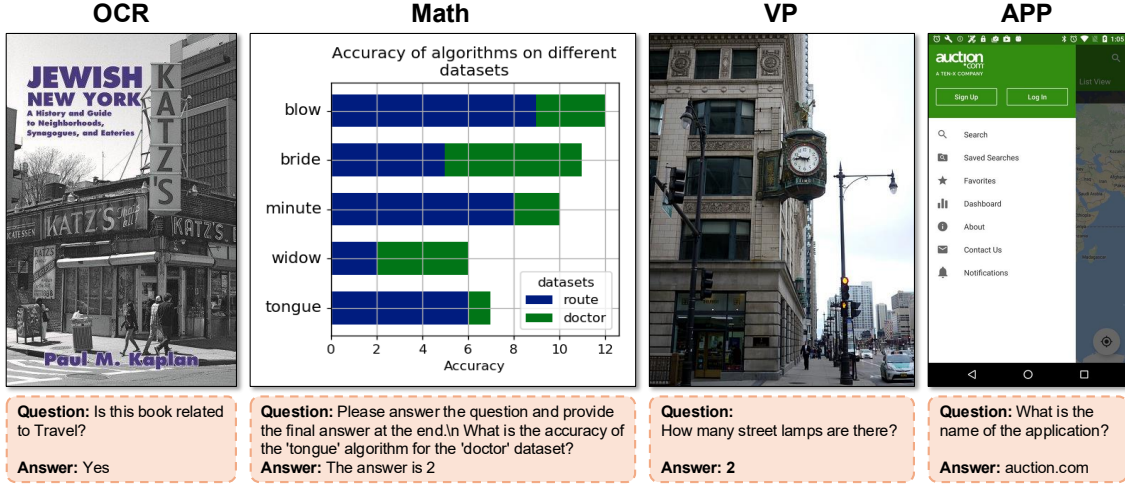 OCR
Math
VP
APP
JEWISH
NEW YORK
A History and Guide
to Neighborhoods,
Synagogues, and Eateries
KATZ'S
KATZ'S
KATZ'S
KATZ'S
Paul M. Kaplan
Accuracy of algorithms on different
datasets
blow
bride
minute
widow
tongue
datasets
route
doctor
0 2 4 6 8 10 12
Accuracy
1:05
auction
.com
A TEN-X COMPANY
Sign Up
Log In
List View
Search
Saved Searches
Favorites
Dashboard
About
Contact Us
Notifications
Question: Is this book related
to Travel?
Answer: Yes
Question: Please answer the question and provide
the final answer at the end.\n What is the accuracy of
the 'tongue' algorithm for the 'doctor' dataset?
Answer: The answer is 2
Question:
How many street lamps are there?
Answer: 2
Question: What is the
name of the application?
Answer: auction.com